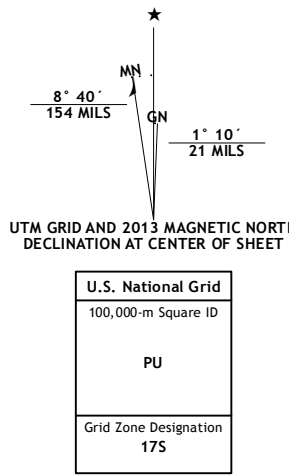 ★
MN
8° 40´
154 MILS
GN
1° 10´
21 MILS
UTM GRID AND 2013 MAGNETIC NORTH
DECLINATION AT CENTER OF SHEET
U.S. National Grid
100,000-m Square ID
PU
Grid Zone Designation
17S